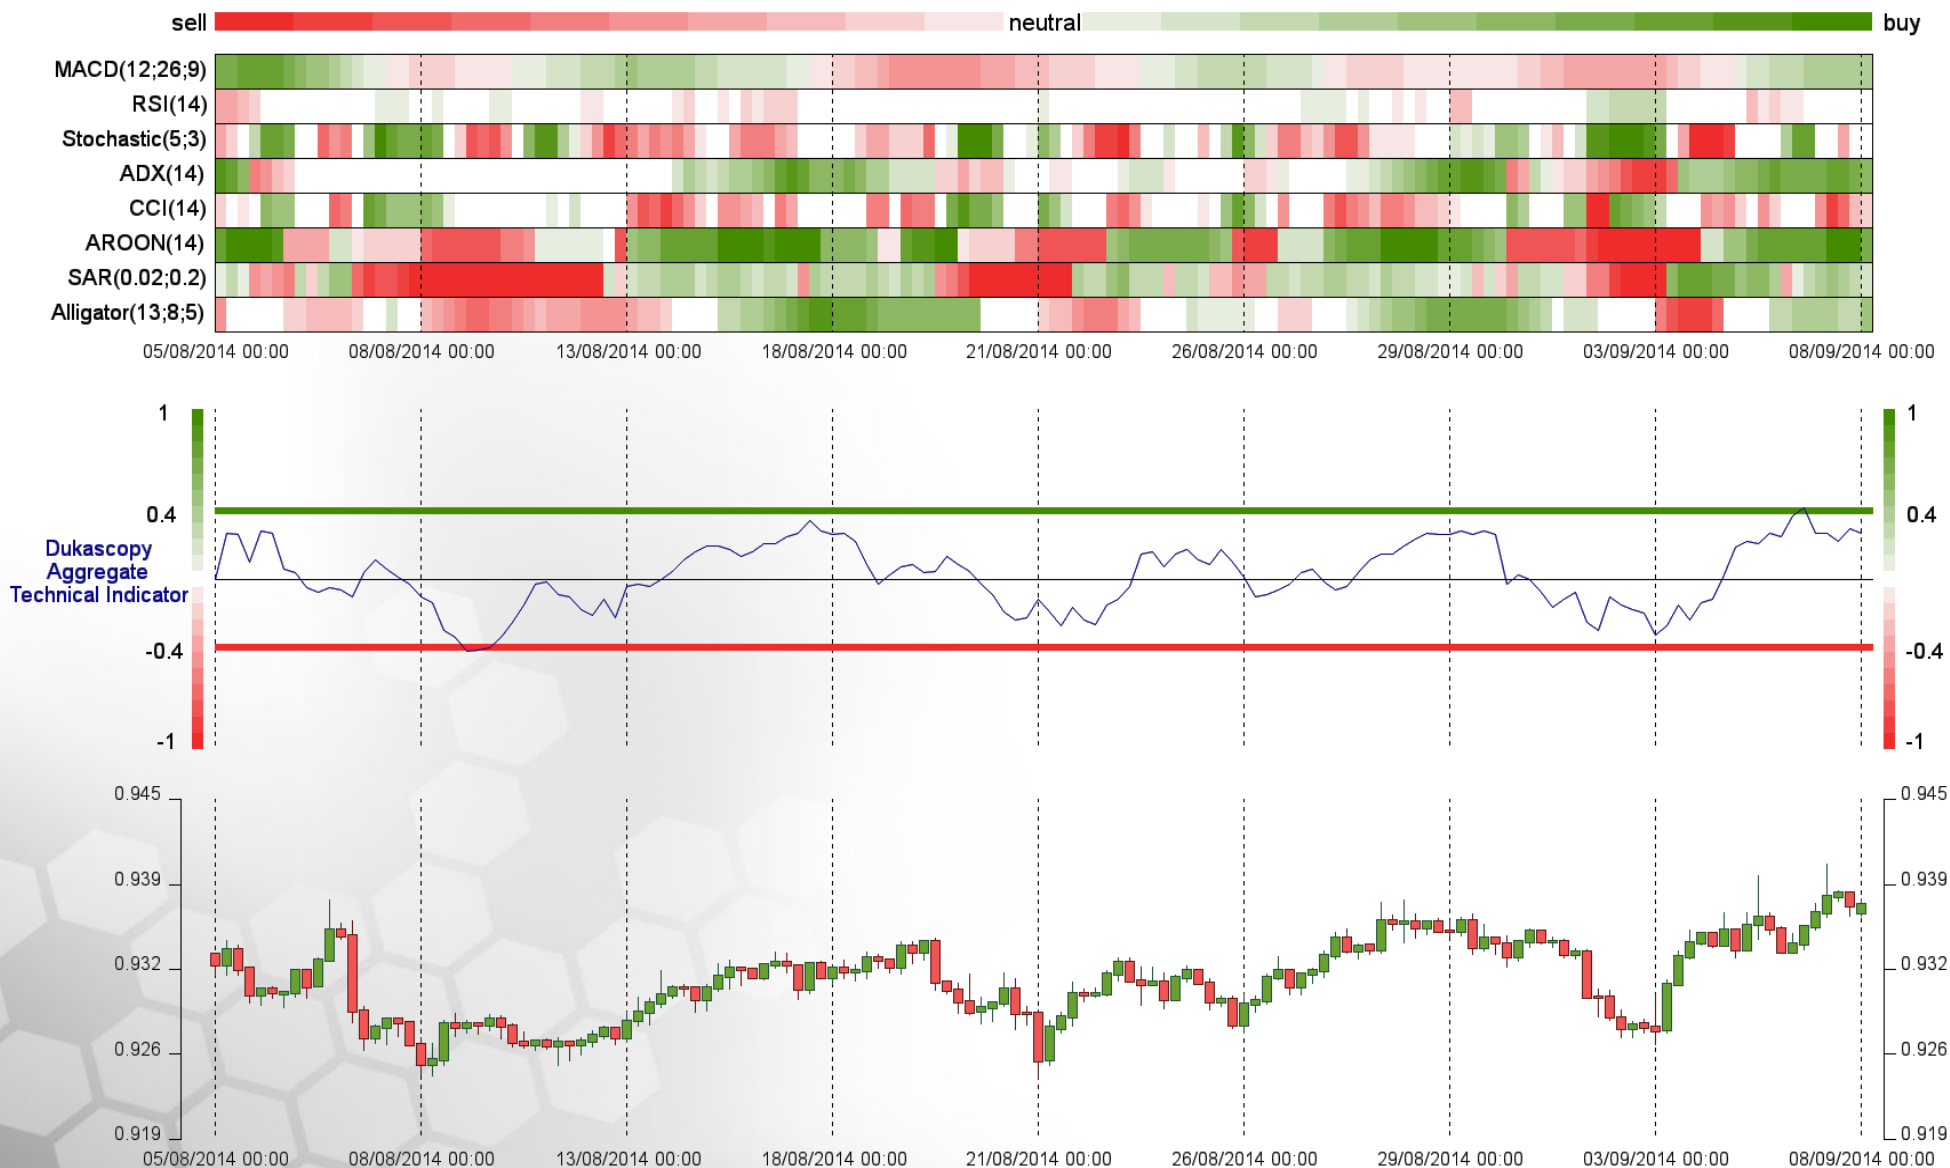 sell neutral buy
MACD(12;26;9)
RSI(14)
Stochastic(5;3)
ADX(14)
CCI(14)
AROON(14)
SAR(0.02;0.2)
Alligator(13;8;5)
05/08/2014 00:00 08/08/2014 00:00 13/08/2014 00:00 18/08/2014 00:00 21/08/2014 00:00 26/08/2014 00:00 29/08/2014 00:00 03/09/2014 00:00 08/09/2014 00:00
1 1
0.4 0.4
Dukascopy
Aggregate
Technical Indicator
-0.4 -0.4
-1 -1
0.945 0.945
0.939 0.939
0.932 0.932
0.926 0.926
0.919 0.919
05/08/2014 00:00 08/08/2014 00:00 13/08/2014 00:00 18/08/2014 00:00 21/08/2014 00:00 26/08/2014 00:00 29/08/2014 00:00 03/09/2014 00:00 08/09/2014 00:00